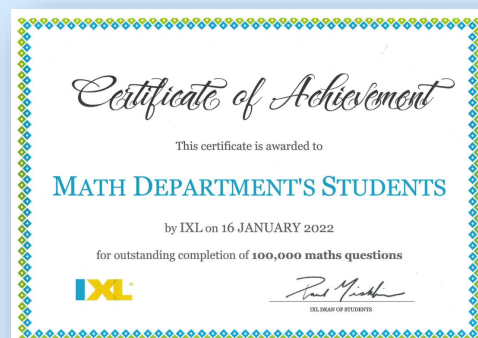 Certificate of Achievement
This certificate is awarded to
MATH DEPARTMENT'S STUDENTS
by IXL on 16 JANUARY 2022
for outstanding completion of 100,000 maths questions
IXL
IXL DEAN OF STUDENTS